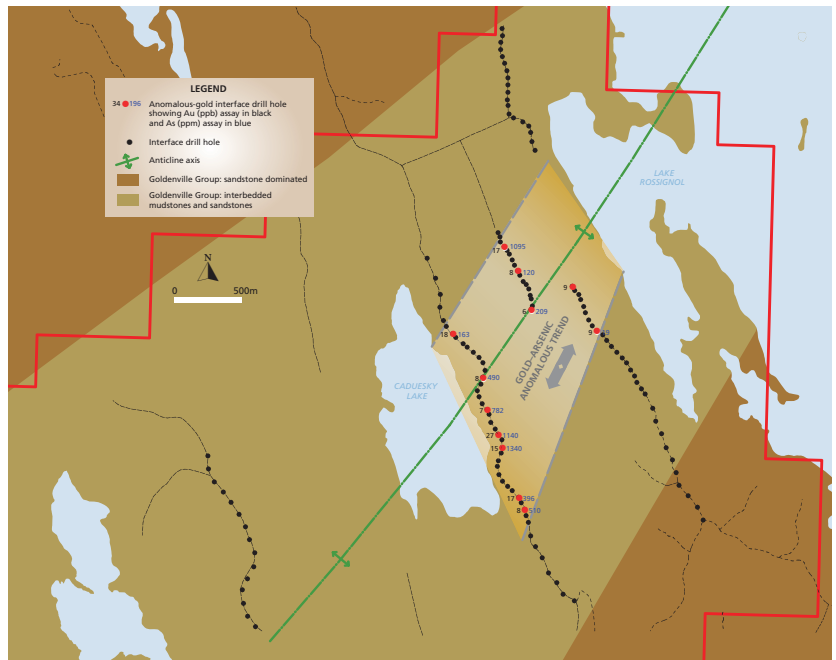 LEGEND
34 196 Anomalous-gold interface drill hole
showing Au (ppb) assay in black
and As (ppm) assay in blue
Interface drill hole
Anticline axis
Goldenville Group: sandstone dominated
Goldenville Group: interbedded
mudstones and sandstones
N
0 500m
LAKE
ROSSIGNOL
17 1095
8 120
9
6 209
9 59
18 163
GOLD-ARSENIC
ANOMALOUS TREND
CADUESKY
LAKE
8 490
7 782
27 1140
15 1340
17 396
8 510